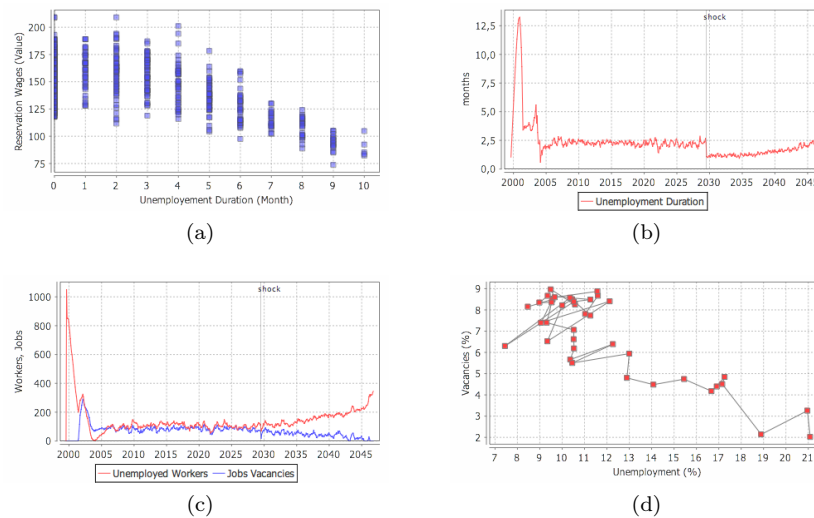 200
175
150
125
100
75
Reservation Wages (Value)
0 1 2 3 4 5 6 7 8 9 10
Unemployement Duration (Month)
(a)
shock
12,5
10,0
7,5
5,0
2,5
0,0
months
2000 2005 2010 2015 2020 2025 2030 2035 2040 2045
Unemployment Duration
(b)
shock
1000
800
600
400
200
0
Workers, Jobs
2000 2005 2010 2015 2020 2025 2030 2035 2040 2045
Unemployed Workers Jobs Vacancies
(c)
9
8
7
6
5
4
3
2
Vacancies (%)
7 8 9 10 11 12 13 14 15 16 17 18 19 20 21
Unemployment (%)
(d)